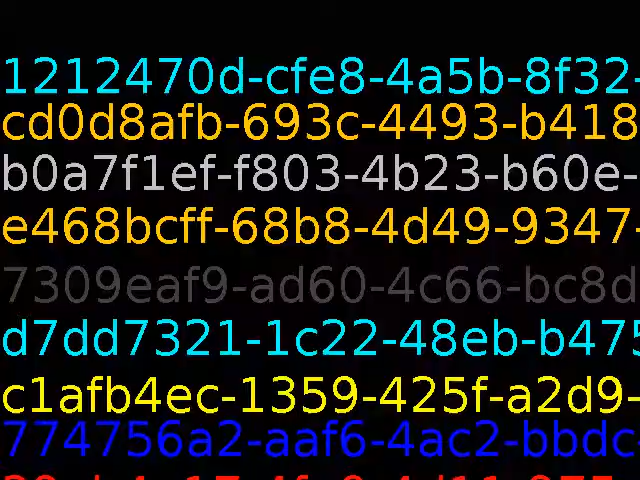 1212470d-cfe8-4a5b-8f32-
cd0d8afb-693c-4493-b418
b0a7f1ef-f803-4b23-b60e-
e468bcff-68b8-4d49-9347-
7309eaf9-ad60-4c66-bc8d
d7dd7321-1c22-48eb-b475
c1afb4ec-1359-425f-a2d9-
774756a2-aaf6-4ac2-bbdc